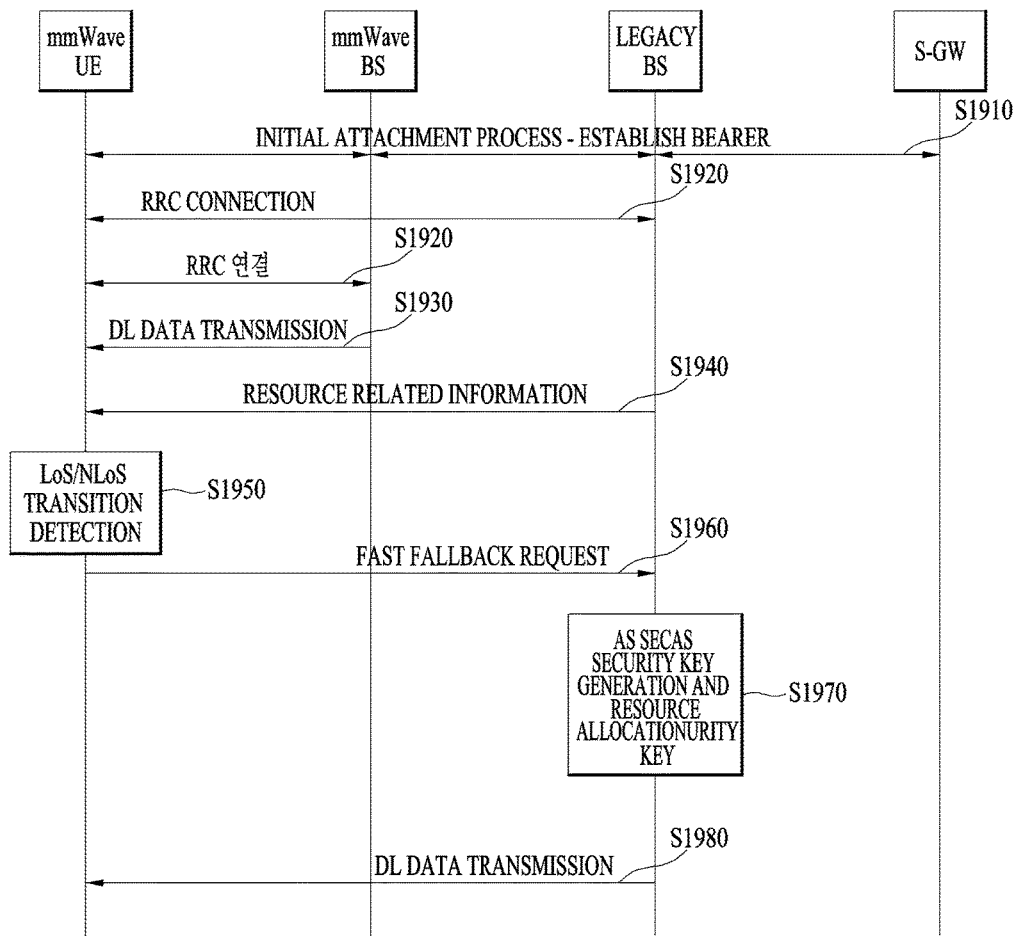 mmWave
UE
mmWave
BS
LEGACY
BS
S-GW
S1910
INITIAL ATTACHMENT PROCESS - ESTABLISH BEARER
S1920
RRC CONNECTION
S1920
RRC 연결
S1930
DL DATA TRANSMISSION
S1940
RESOURCE RELATED INFORMATION
LoS/NLoS
TRANSITION
DETECTION
S1950
S1960
FAST FALLBACK REQUEST
AS SECAS
SECURITY KEY
GENERATION AND
RESOURCE
ALLOCATIONURITY
KEY
S1970
S1980
DL DATA TRANSMISSION